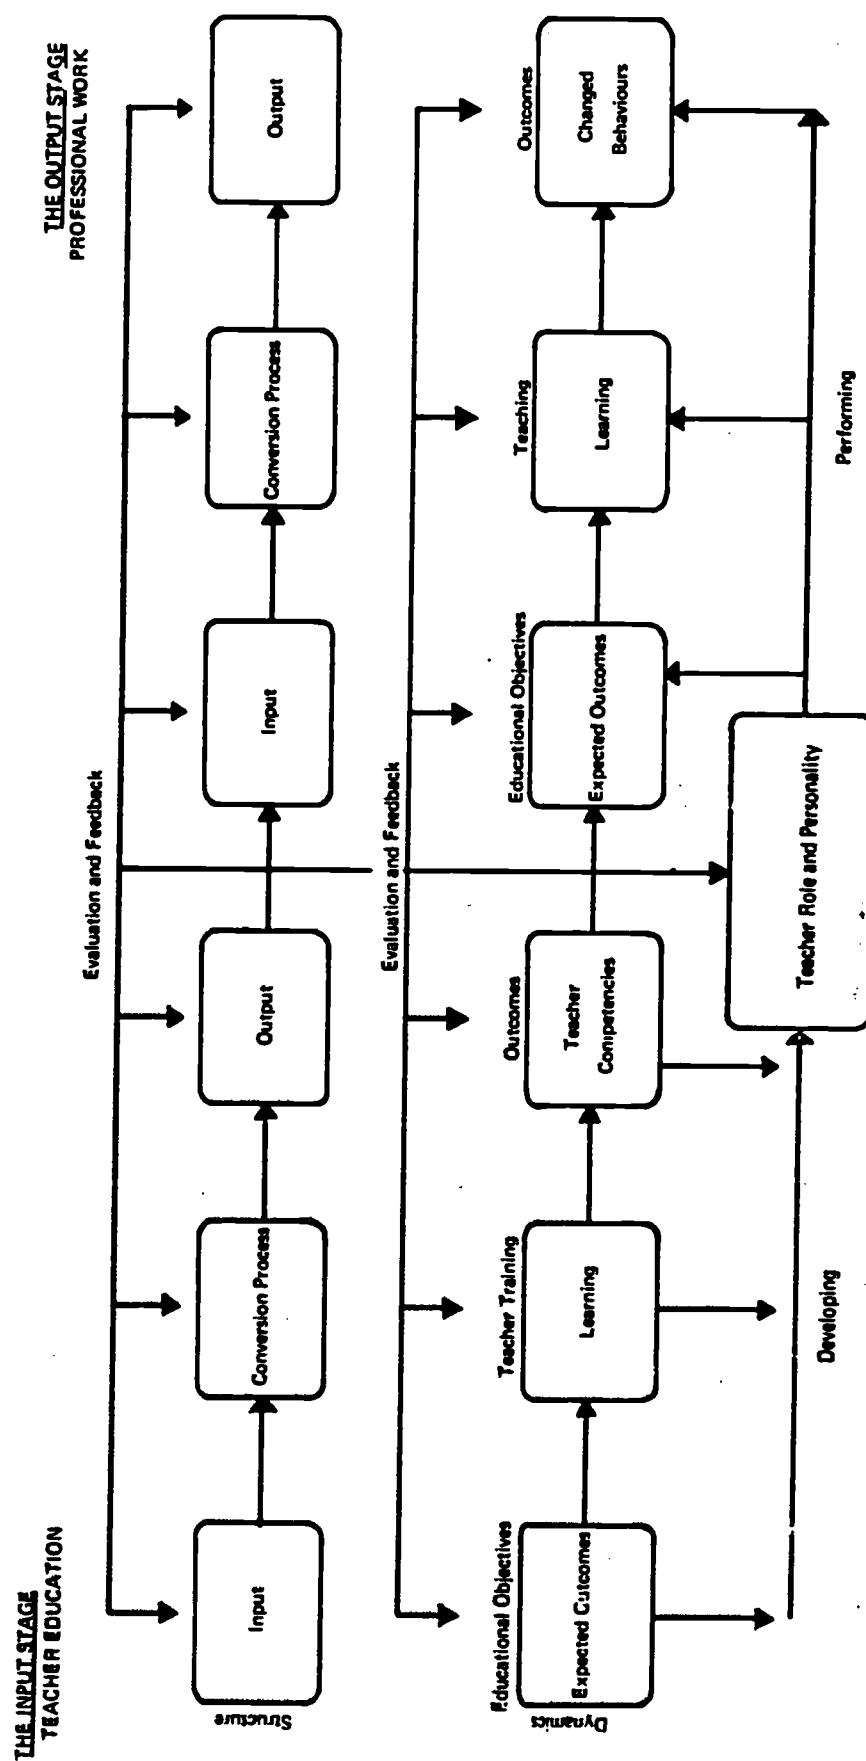 THE INPUT STAGE
TEACHER EDUCATION
THE OUTPUT STAGE
PROFESSIONAL WORK
Evaluation and Feedback
Structure
Input
Conversion Process
Output
Input
Conversion Process
Output
Evaluation and Feedback
Dynamics
Educational Objectives
Expected Outcomes
Teacher Training
Learning
Outcomes
Teacher
Competencies
Educational Objectives
Expected Outcomes
Teaching
Learning
Outcomes
Changed
Behaviours
Teacher Role and Personality
Developing
Performing